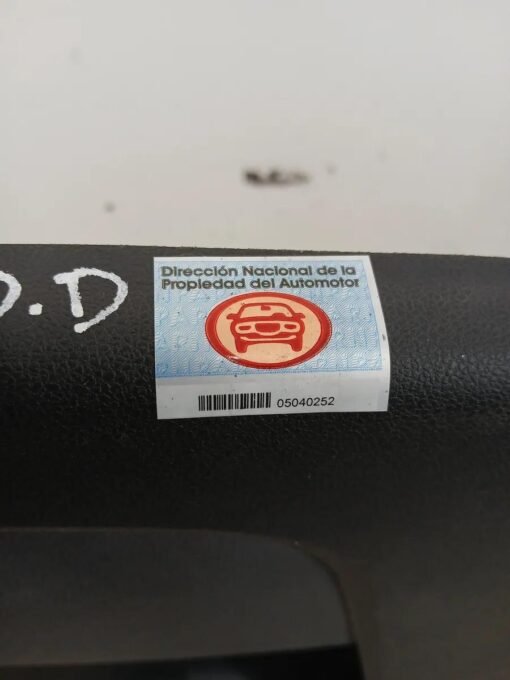 Dirección Nacional de la
Propiedad del Automotor
D.D
05040252